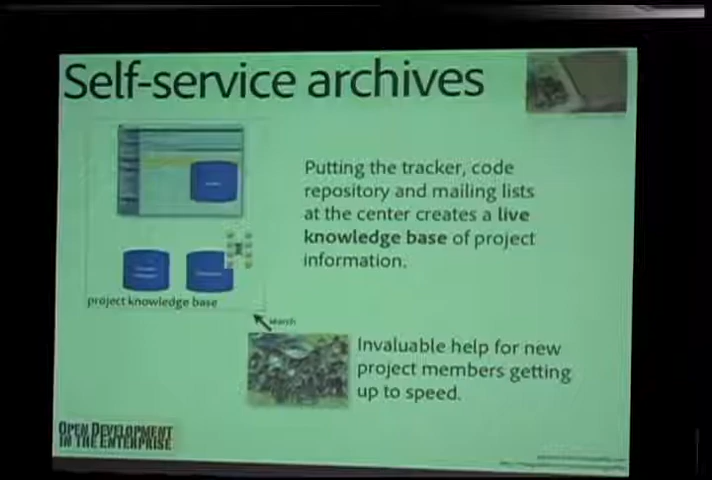 Self-service archives
Putting the tracker, code
repository and mailing lists
at the center creates a live
knowledge base of project
information.
project knowledge base
search
Invaluable help for new
project members getting
up to speed.
OPEN DEVELOPMENT
IN THE ENTERPRISE